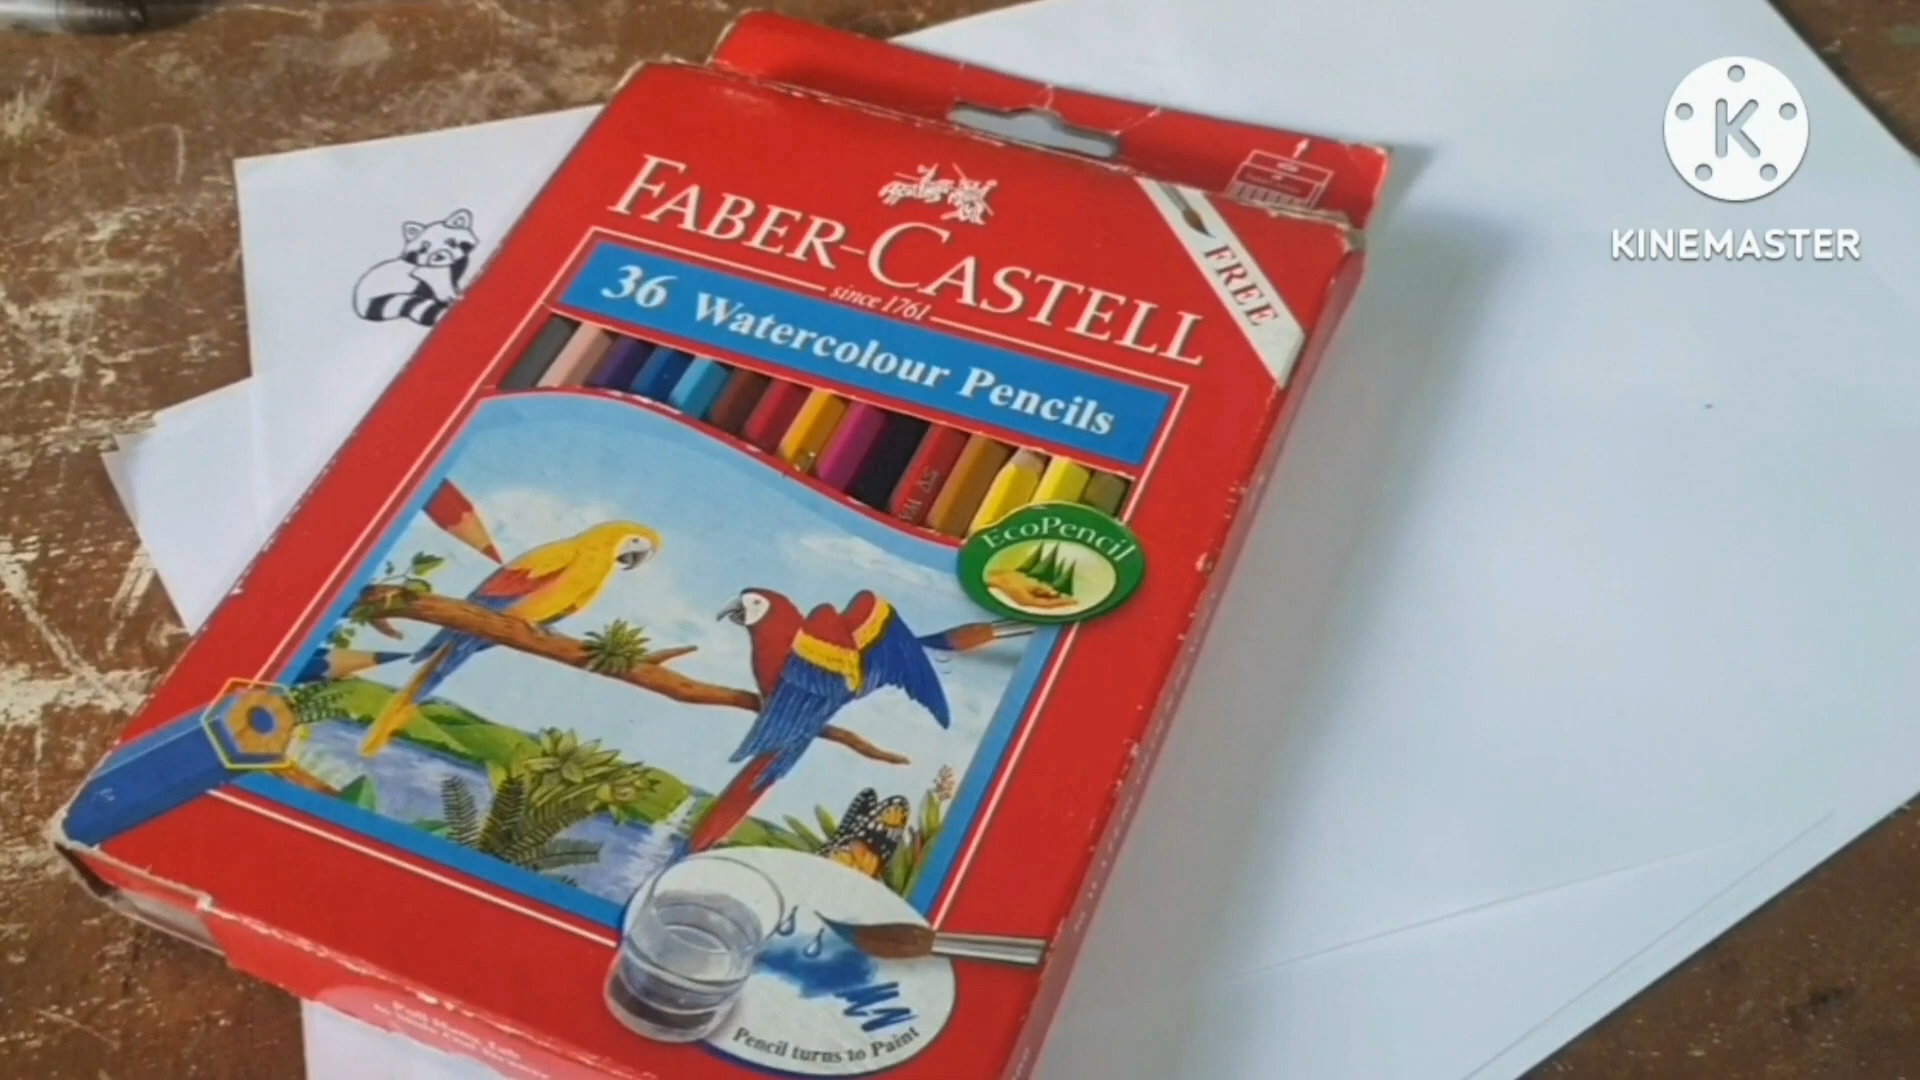 FABER-CASTELL
since 1761
FREE
36 Watercolour Pencils
EcoPencil
Pencil turns to Paint
K
KINEMASTER